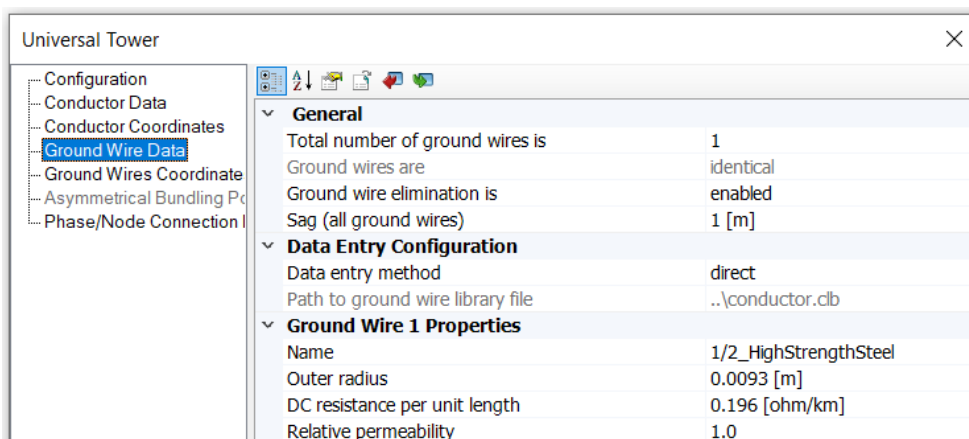 Universal Tower
Configuration
Conductor Data
Conductor Coordinates
Ground Wire Data
Ground Wires Coordinate
Asymmetrical Bundling Po
Phase/Node Connection
General
Total number of ground wires is 1
Ground wires are identical
Ground wire elimination is enabled
Sag (all ground wires) 1 [m]
Data Entry Configuration
Data entry method direct
Path to ground wire library file ..\conductor.clb
Ground Wire 1 Properties
Name 1/2_HighStrengthSteel
Outer radius 0.0093 [m]
DC resistance per unit length 0.196 [ohm/km]
Relative permeability 1.0